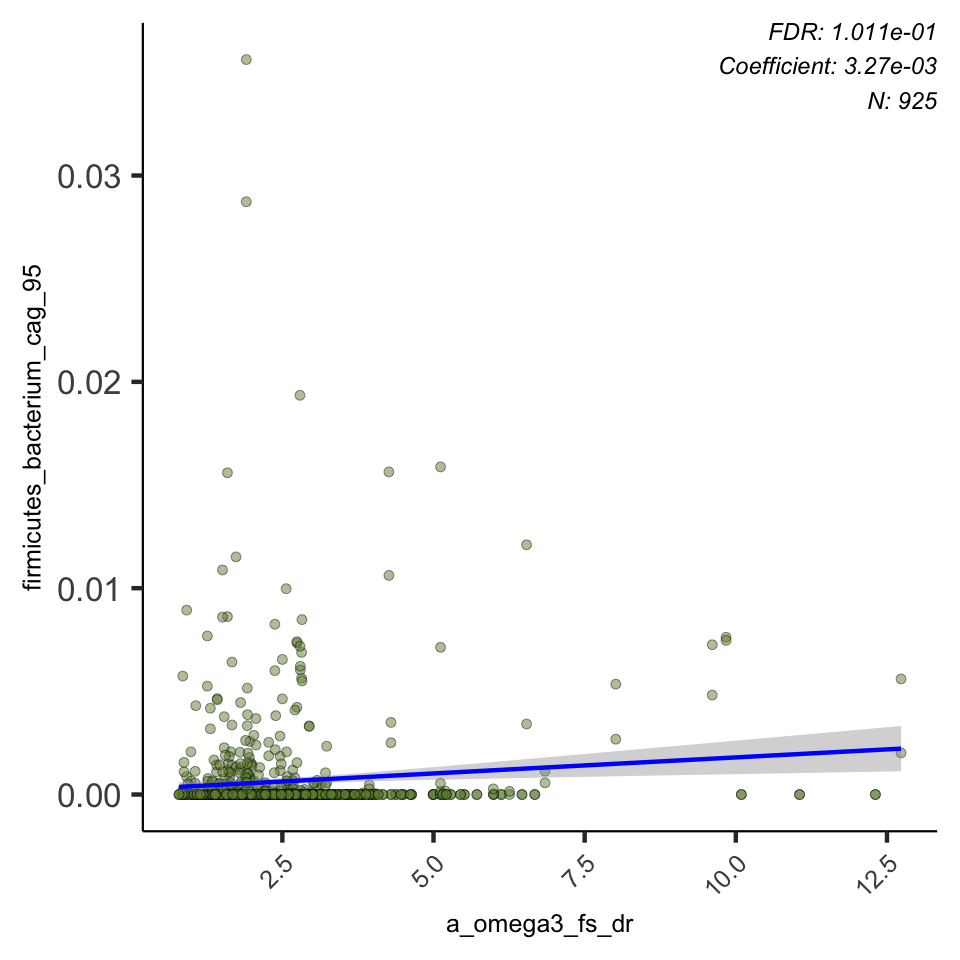 FDR: 1.011e-01
Coefficient: 3.27e-03
N: 925
firmicutes_bacterium_cag_95
0.03
0.02
0.01
0.00
2.5
5.0
7.5
10.0
12.5
a_omega3_fs_dr